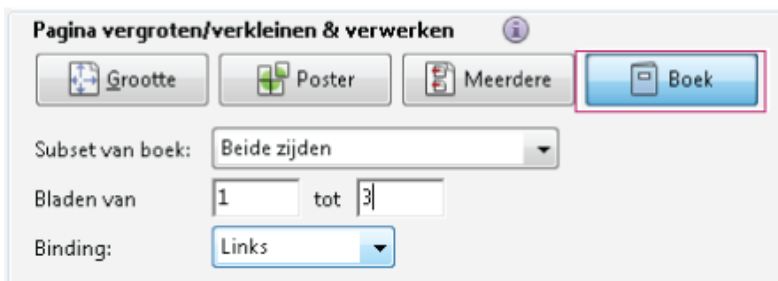 Pagina vergroten/verkleinen & verwerken
Grootte Poster Meerdere Boek
Subset van boek: Beide zijden
Bladen van 1 tot 3
Binding: Links